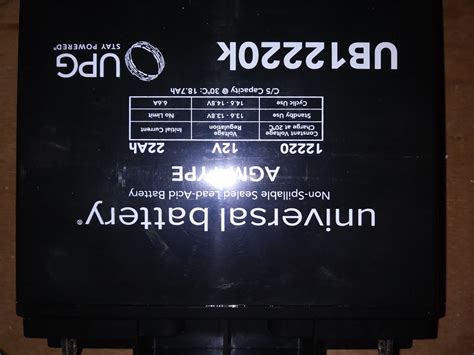 universal battery®
Non-Spillable Sealed Lead-Acid Battery
AGM TYPE
12220 12V 22Ah
Constant Voltage Voltage Initial Current
Charge at 20°C Regulation
Standby Use 13.6 - 13.8V No Limit
Cyclic Use 14.6 - 14.8V 6.6A
C/5 Capacity @ 30°C: 18.7Ah
UB12220k UPG
STAY POWERED®